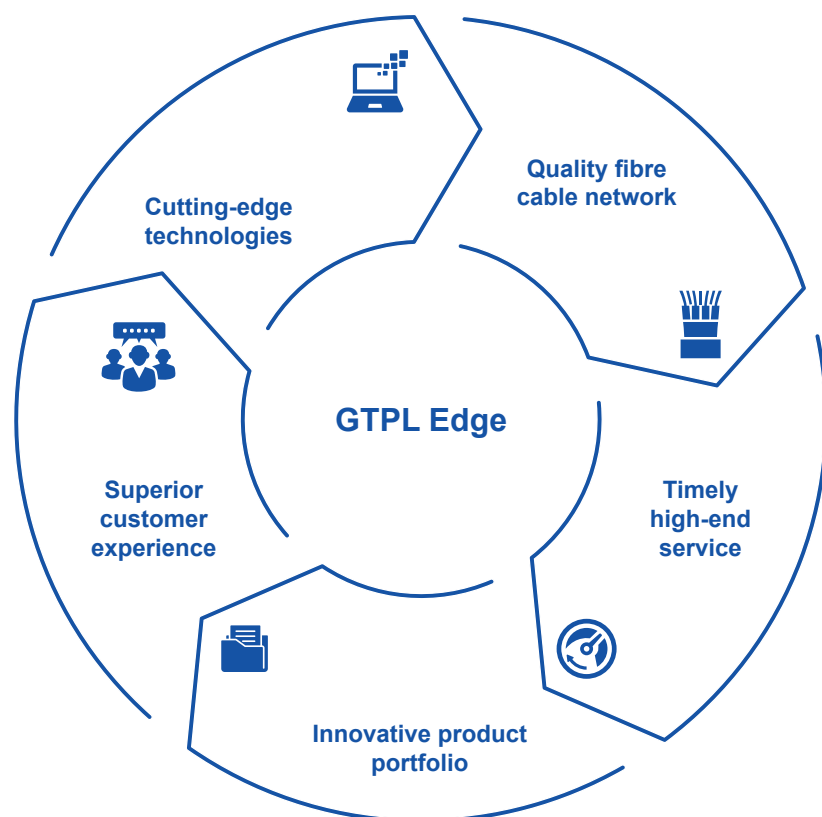 Quality fibre
cable network
Cutting-edge
technologies
GTPL Edge
Superior
customer
experience
Timely
high-end
service
Innovative product
portfolio